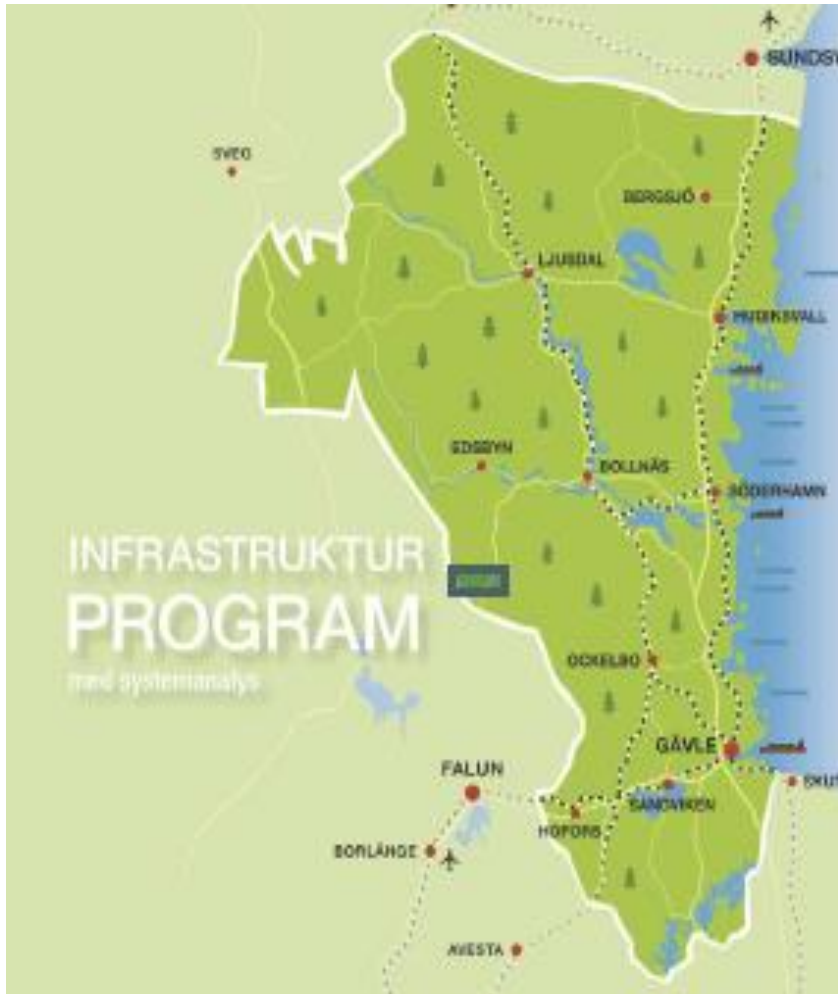 SUNDSV
SVEG
BERGSJÖ
LJUSDAL
HUDIKSVALL
EDSBYN
BOLLNÄS
SÖDERHAMN
INFRASTRUKTUR
PROGRAM
med systemanalys
OCKELBO
GÄVLE
FALUN
SKUT
SANDVIKEN
HOFORS
BORLÄNGE
AVESTA